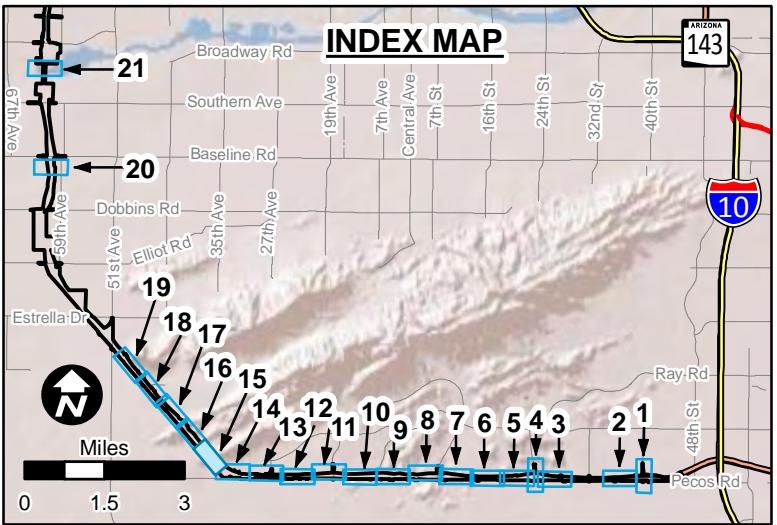 INDEX MAP
ARIZONA
143
Broadway Rd
21
67th Ave
Southern Ave
19th Ave
7th Ave
Central Ave
7th St
16th St
24th St
32nd St
40th St
Baseline Rd
20
10
Dobbins Rd
59th Ave
51st Ave
Elliot Rd
35th Ave
27th Ave
Estrella Dr
19
18
17
16
15
14
13
12
11
10
9
8
7
6
5
4
3
2
1
Ray Rd
48th St
Pecos Rd
N
Miles
0 1.5 3